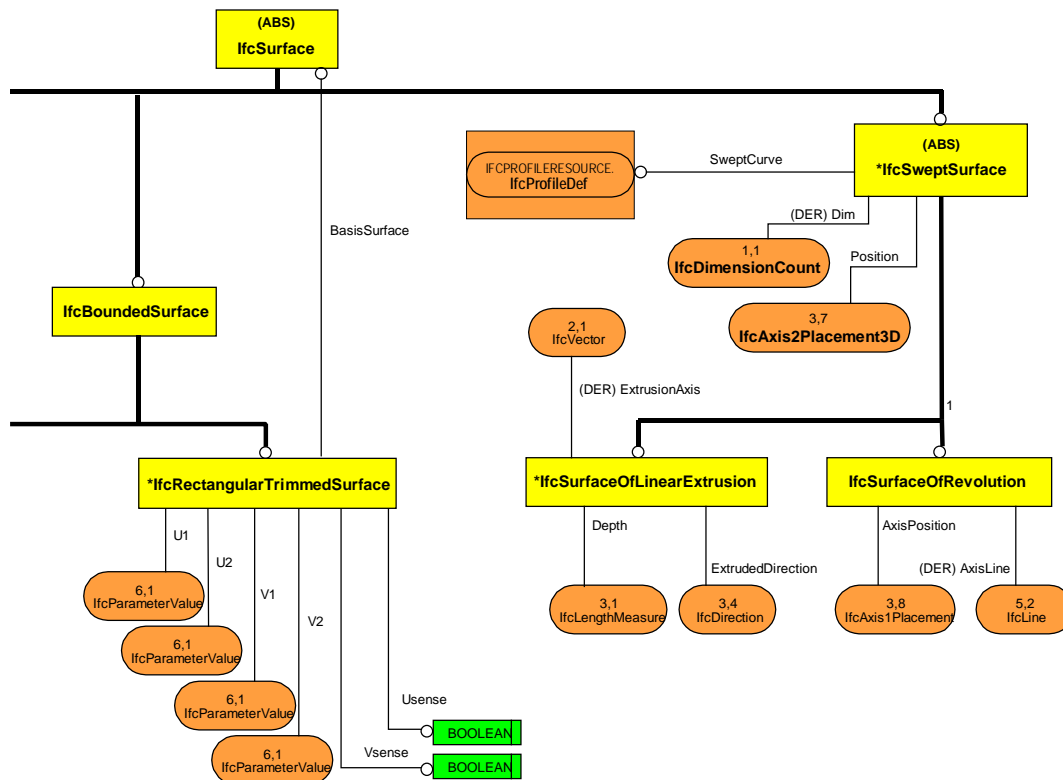 (ABS)
IfcSurface
(ABS)
*IfcSweptSurface
IFCPROFILERESOURCE.
IfcProfileDef
SweptCurve
(DER) Dim
1,1
IfcDimensionCount
Position
3,7
IfcAxis2Placement3D
BasisSurface
IfcBoundedSurface
2,1
IfcVector
(DER) ExtrusionAxis
1
*IfcRectangularTrimmedSurface
*IfcSurfaceOfLinearExtrusion
IfcSurfaceOfRevolution
U1
U2
V1
V2
Depth
ExtrudedDirection
AxisPosition
(DER) AxisLine
6,1
IfcParameterValue
6,1
IfcParameterValue
6,1
IfcParameterValue
6,1
IfcParameterValue
3,1
IfcLengthMeasure
3,4
IfcDirection
3,8
IfcAxis1Placement
5,2
IfcLine
Usense
BOOLEAN
Vsense
BOOLEAN